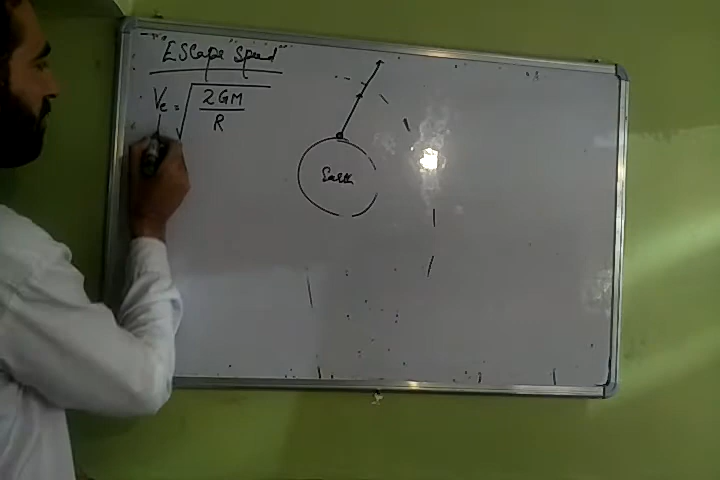 "Escape "Speed"
Ve = √2GM/R
Earth